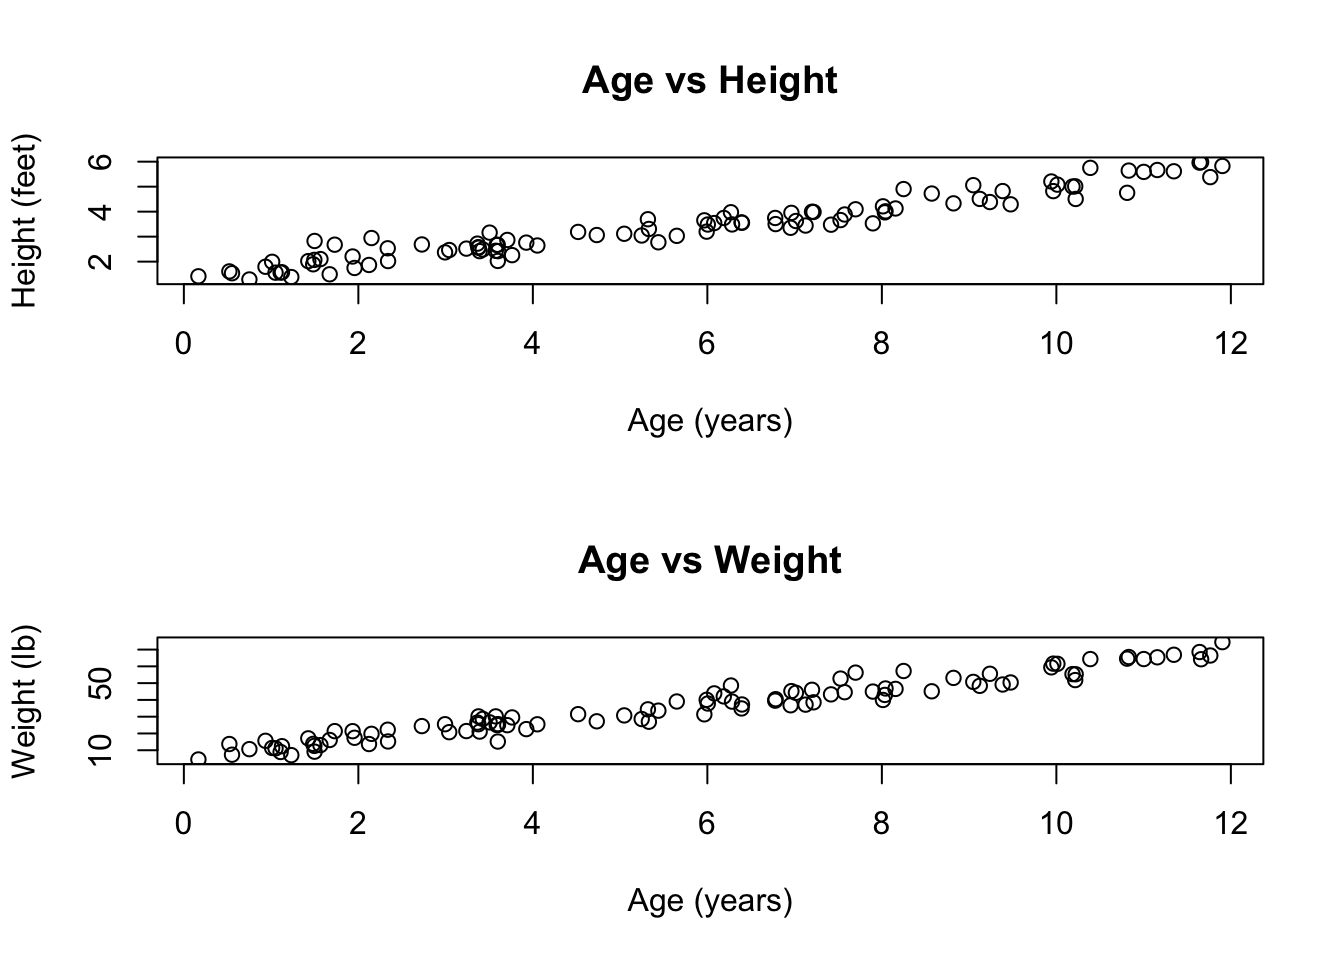 Age vs Height
Height (feet)
6
4
2
0 2 4 6 8 10 12
Age (years)
Age vs Weight
Weight (lb)
50
10
0 2 4 6 8 10 12
Age (years)